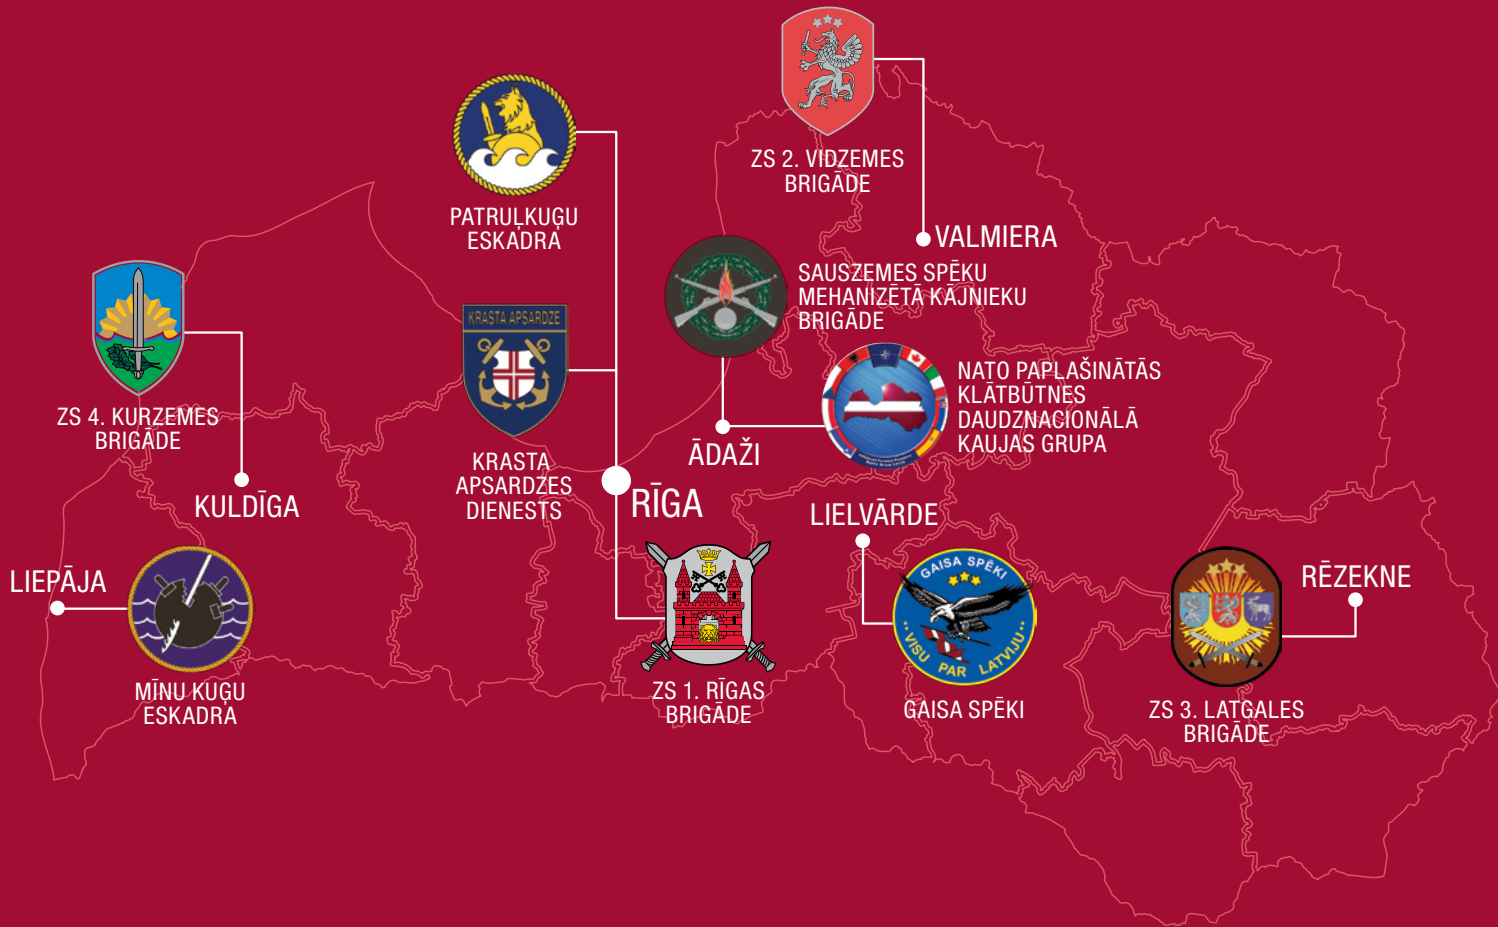 ZS 2. VIDZEMES
BRIGĀDE
VALMIERA
PATRUĻKUĢU
ESKADRA
SAUSZEMES SPĒKU
MEHANIZĒTĀ KĀJNIEKU
BRIGĀDE
KRASTA APSARDZE
KRASTA
APSARDZES
DIENESTS
ZS 4. KURZEMES
BRIGĀDE
KULDĪGA
NATO PAPLAŠINĀTĀS
KLĀTBŪTNES
DAUDZNACIONĀLĀ
KAUJAS GRUPA
ĀDAŽI
RĪGA
LIELVĀRDE
LIEPĀJA
MĪNU KUĢU
ESKADRA
ZS 1. RĪGAS
BRIGĀDE
GAISA SPĒKI
VISU PAR LATVIJU
GAISA SPĒKI
RĒZEKNE
ZS 3. LATGALES
BRIGĀDE